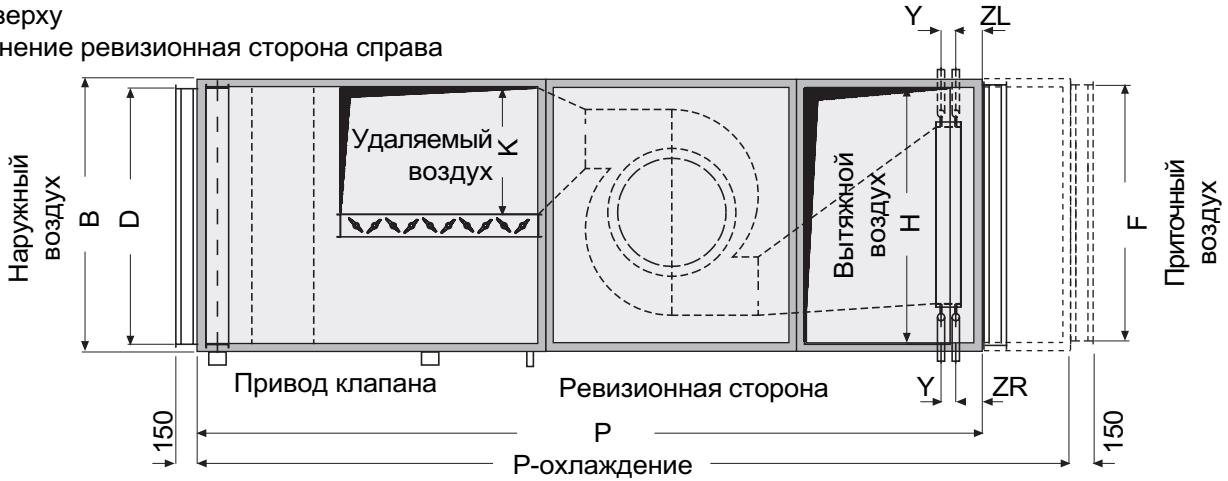 верху
нение ревизионная сторона справа
Y
ZL
Наружный
воздух
B
D
Удаляемый
воздух
K
Вытяжной
воздух
H
F
Приточный
воздух
Привод клапана
Ревизионная сторона
Y
ZR
150
P
150
P-охлаждение